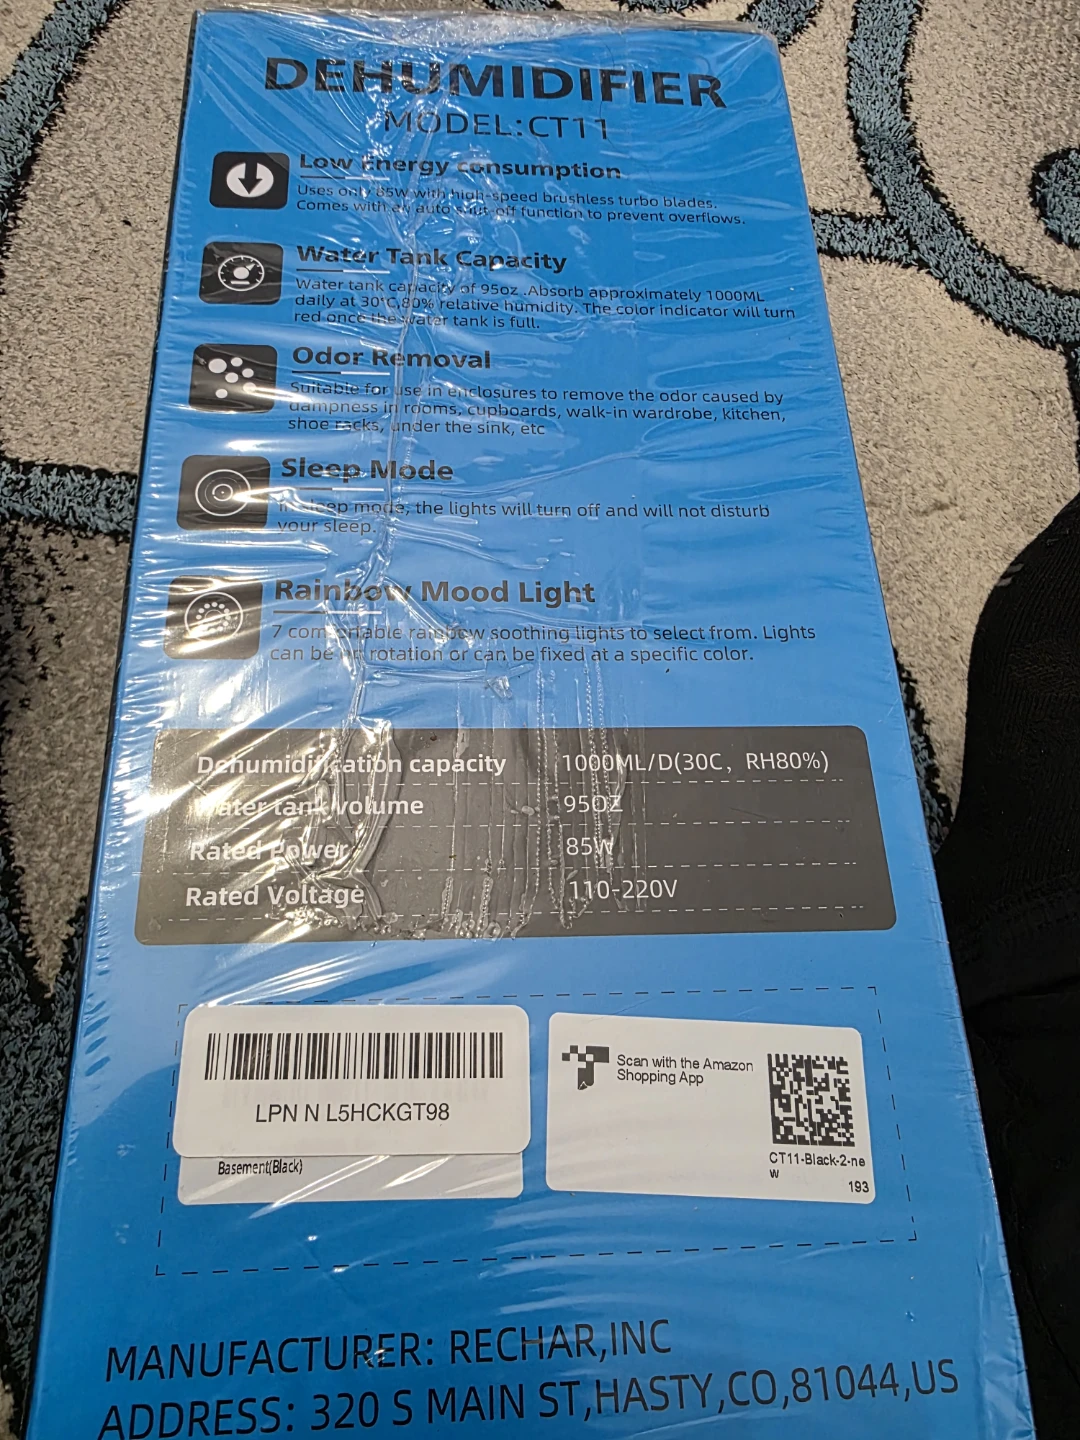 DEHUMIDIFIER
MODEL:CT11
Low Energy consumption
Uses only 85W with high-speed brushless turbo blades.
Comes with an auto shut-off function to prevent overflows.
Water Tank Capacity
Water tank capacity of 95oz .Absorb approximately 1000ML
daily at 30°C,80% relative humidity. The color indicator will turn
red once the water tank is full.
Odor Removal
Suitable for use in enclosures to remove the odor caused by
dampness in rooms, cupboards, walk-in wardrobe, kitchen,
shoe racks, under the sink, etc
Sleep Mode
In sleep mode, the lights will turn off and will not disturb
your sleep.
Rainbow Mood Light
7 comfortable rainbow soothing lights to select from. Lights
can be in rotation or can be fixed at a specific color.
Dehumidification capacity 1000ML/D(30C, RH80%)
Water tank volume 95OZ
Rated Power 85W
Rated Voltage 110-220V
LPN N L5HCKGT98
Basement(Black)
Scan with the Amazon
Shopping App
CT11-Black-2-ne
w
193
MANUFACTURER: RECHAR,INC
ADDRESS: 320 S MAIN ST,HASTY,CO,81044,US